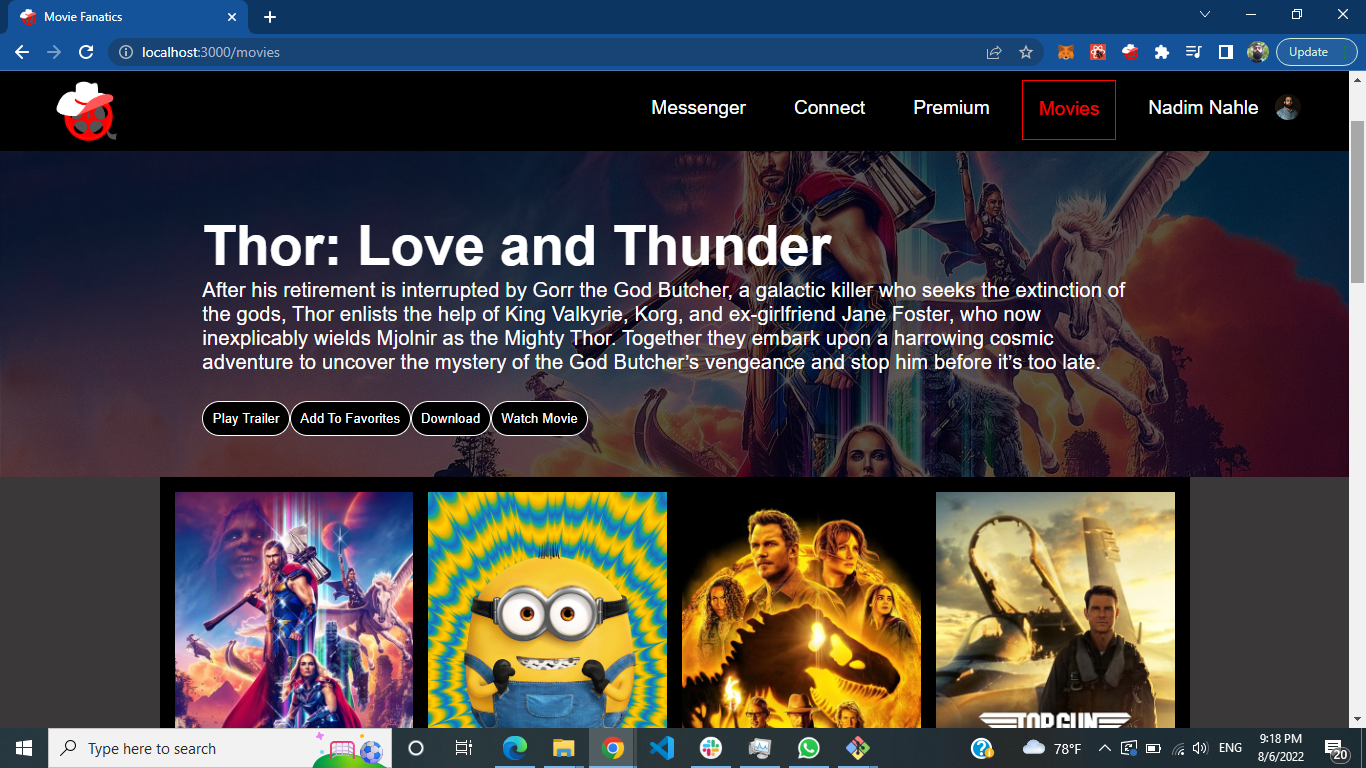 Movie Fanatics
localhost:3000/movies
Update
Messenger
Connect
Premium
Movies
Nadim Nahle
Thor: Love and Thunder
After his retirement is interrupted by Gorr the God Butcher, a galactic killer who seeks the extinction of
the gods, Thor enlists the help of King Valkyrie, Korg, and ex-girlfriend Jane Foster, who now
inexplicably wields Mjolnir as the Mighty Thor. Together they embark upon a harrowing cosmic
adventure to uncover the mystery of the God Butcher’s vengeance and stop him before it’s too late.
Play Trailer
Add To Favorites
Download
Watch Movie
TOP GUN
Type here to search
78°F
ENG
9:18 PM
8/6/2022
20